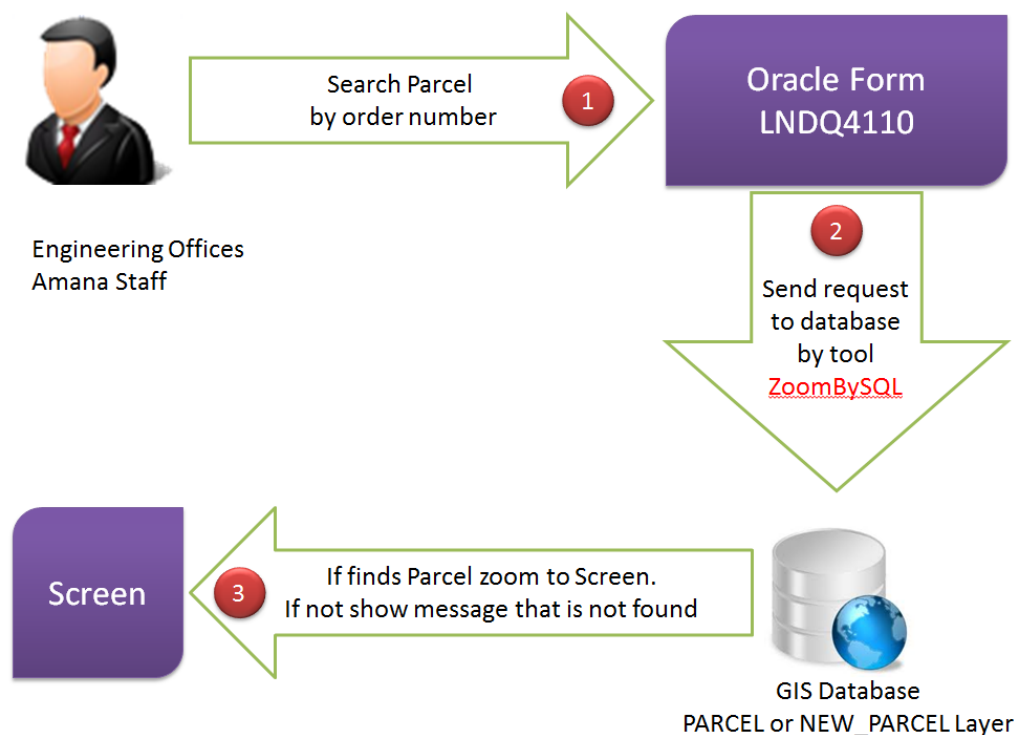 Search Parcel
by order number
1
Oracle Form
LNDQ4110
Engineering Offices
Amana Staff
2
Send request
to database
by tool
ZoomBySQL
Screen
3
If finds Parcel zoom to Screen.
If not show message that is not found
GIS Database
PARCEL or NEW_PARCEL Layer